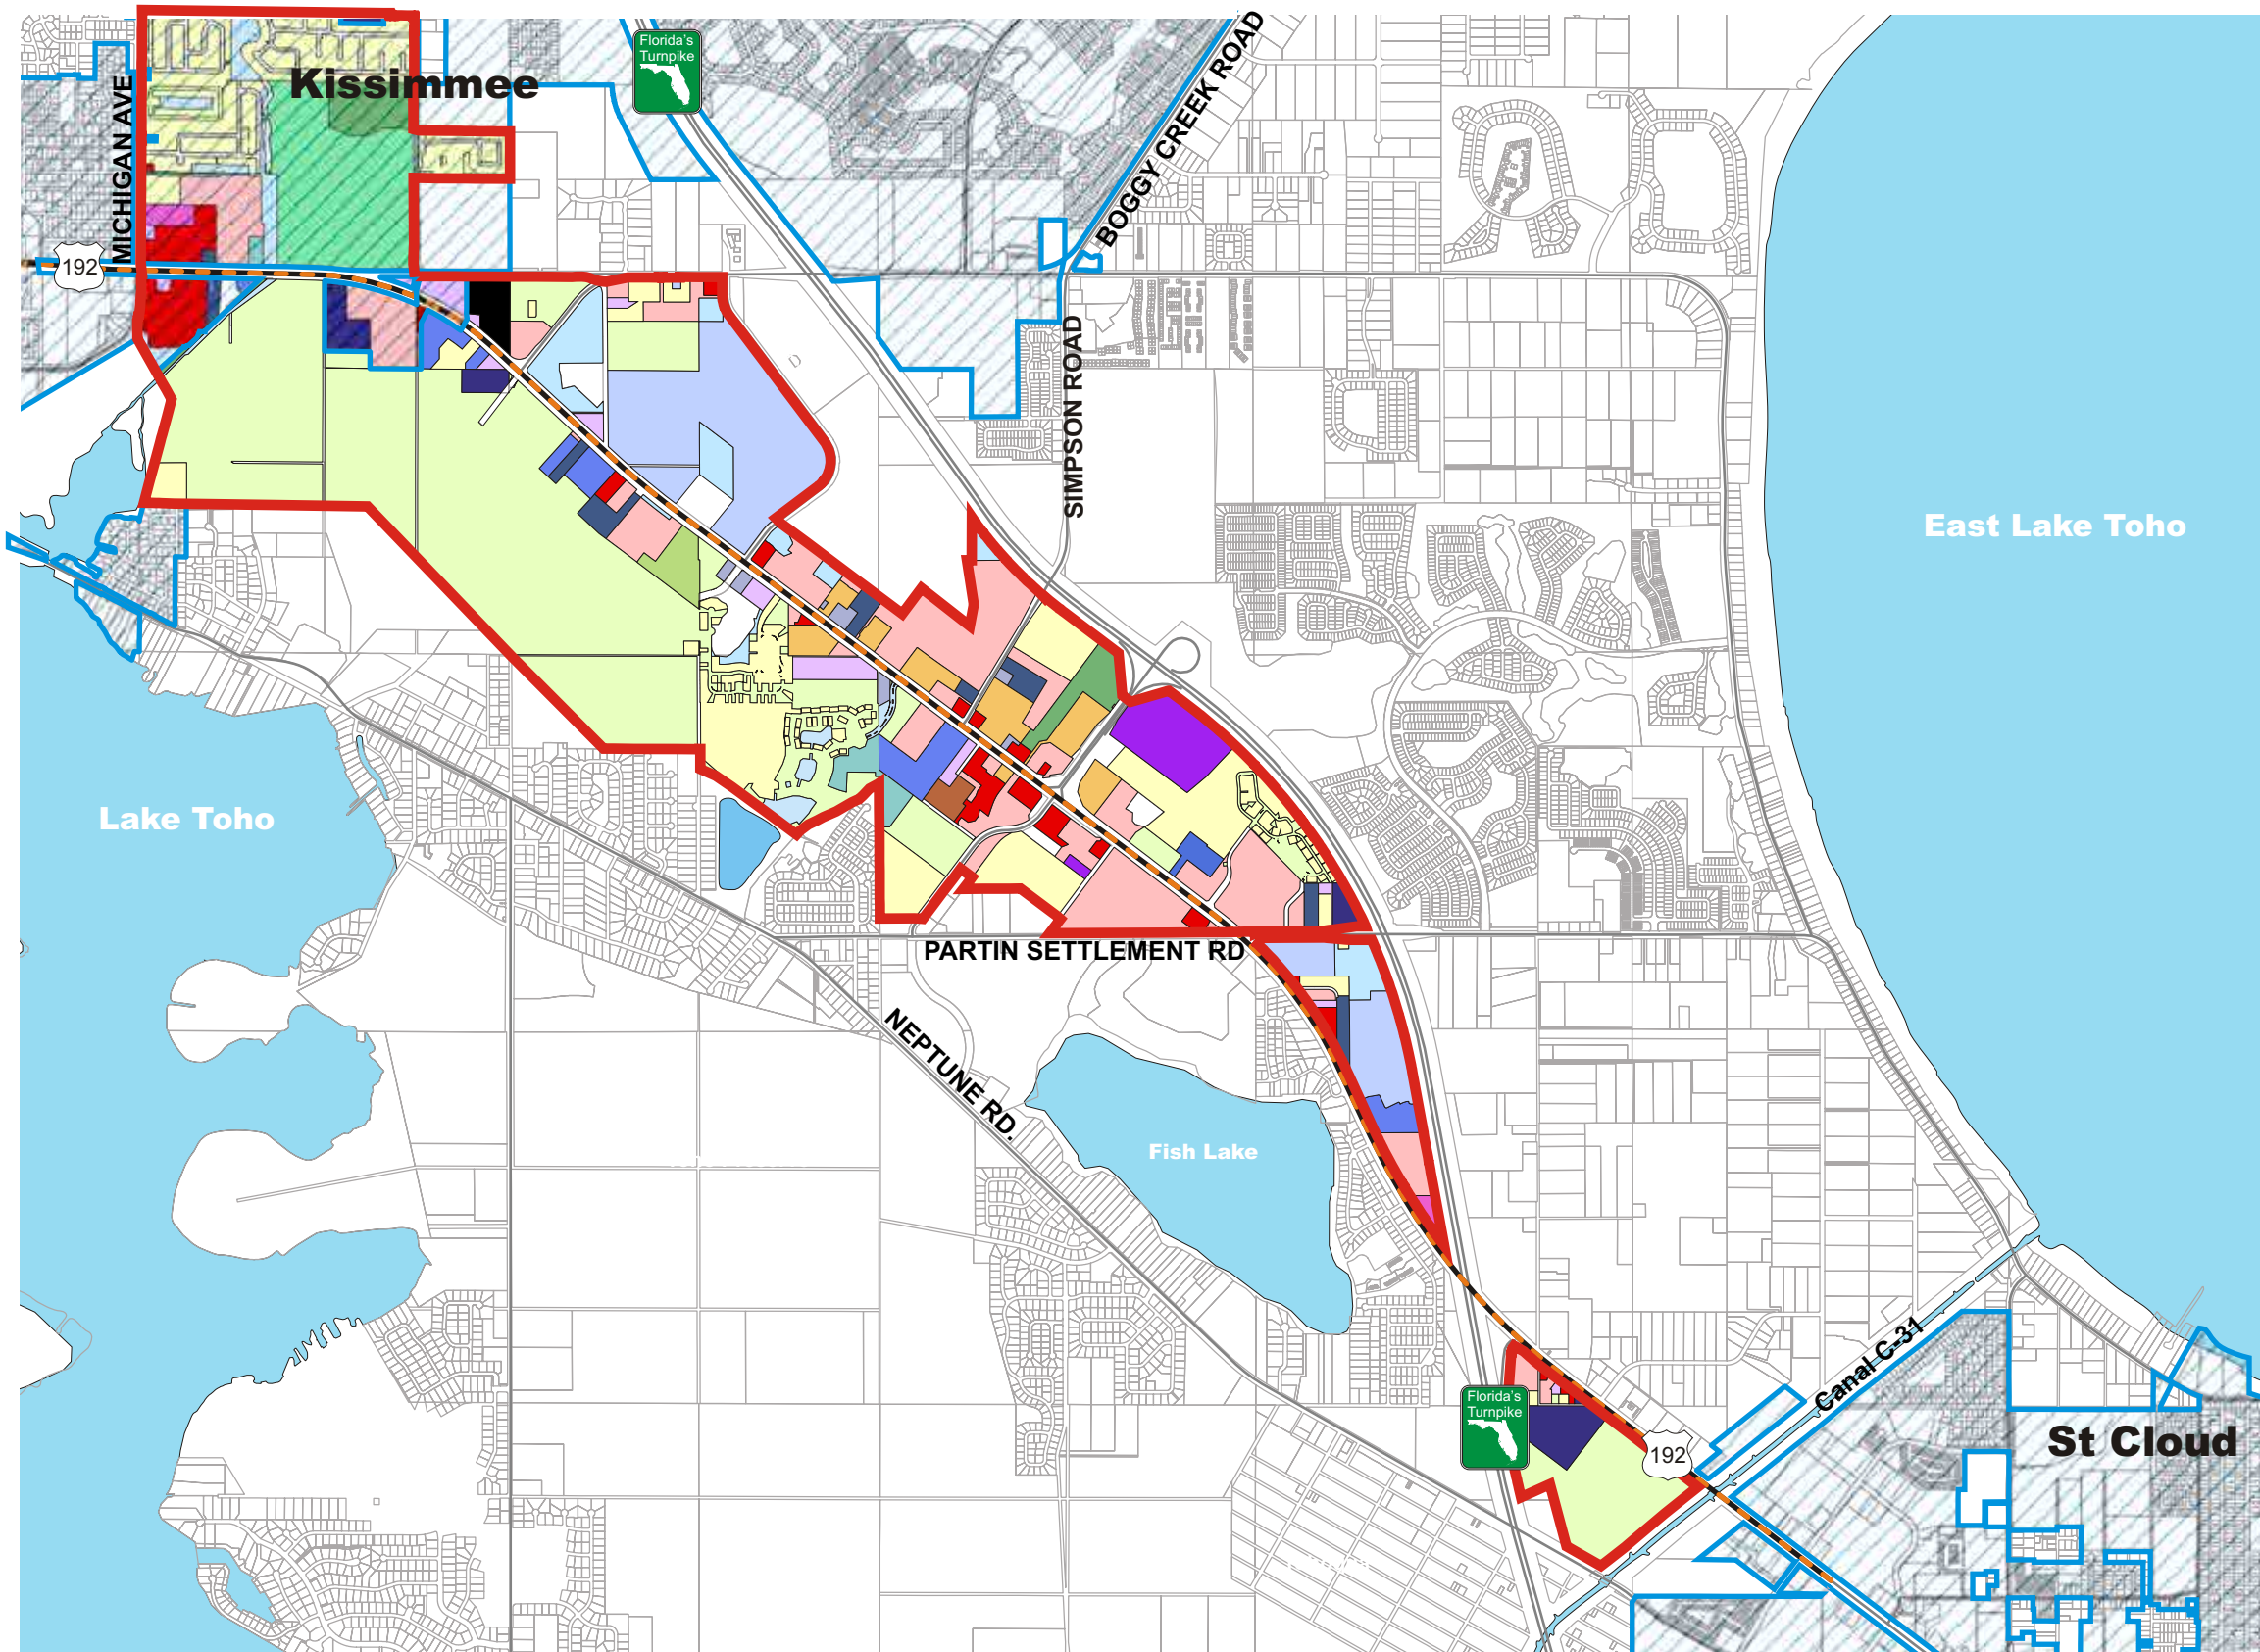 Florida's
Turnpike
Kissimmee
MICHIGAN AVE
BOGGY CREEK ROAD
192
SIMPSON ROAD
East Lake Toho
Lake Toho
PARTIN SETTLEMENT RD
NEPTUNE RD.
Fish Lake
Canal C-31
Florida's
Turnpike
192
St Cloud